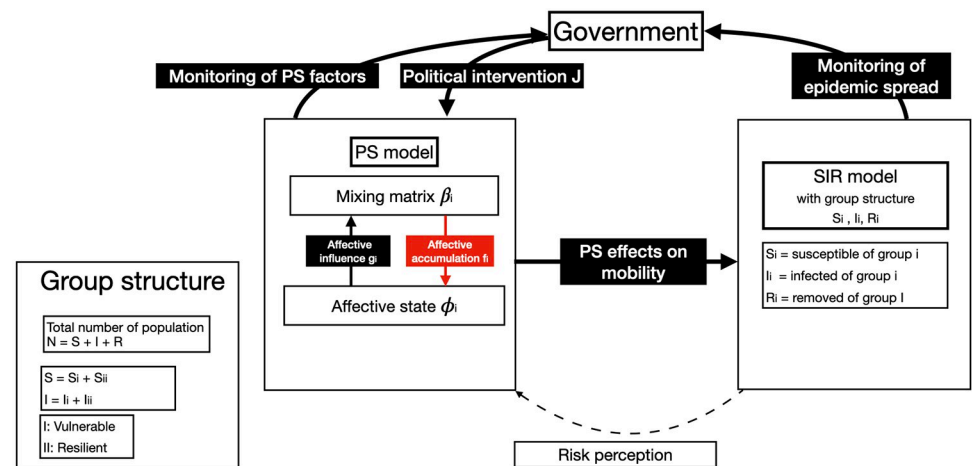 Government
Monitoring of PS factors
Political intervention J
Monitoring of
epidemic spread
PS model
Mixing matrix βi
Affective
influence gi
Affective
accumulation fi
Affective state ϕi
PS effects on
mobility
SIR model
with group structure
Si , Ii, Ri
Si = susceptible of group i
Ii = infected of group i
Ri = removed of group I
Group structure
Total number of population
N = S + I + R
S = Si + Sii
I = Ii + Iii
I: Vulnerable
II: Resilient
Risk perception